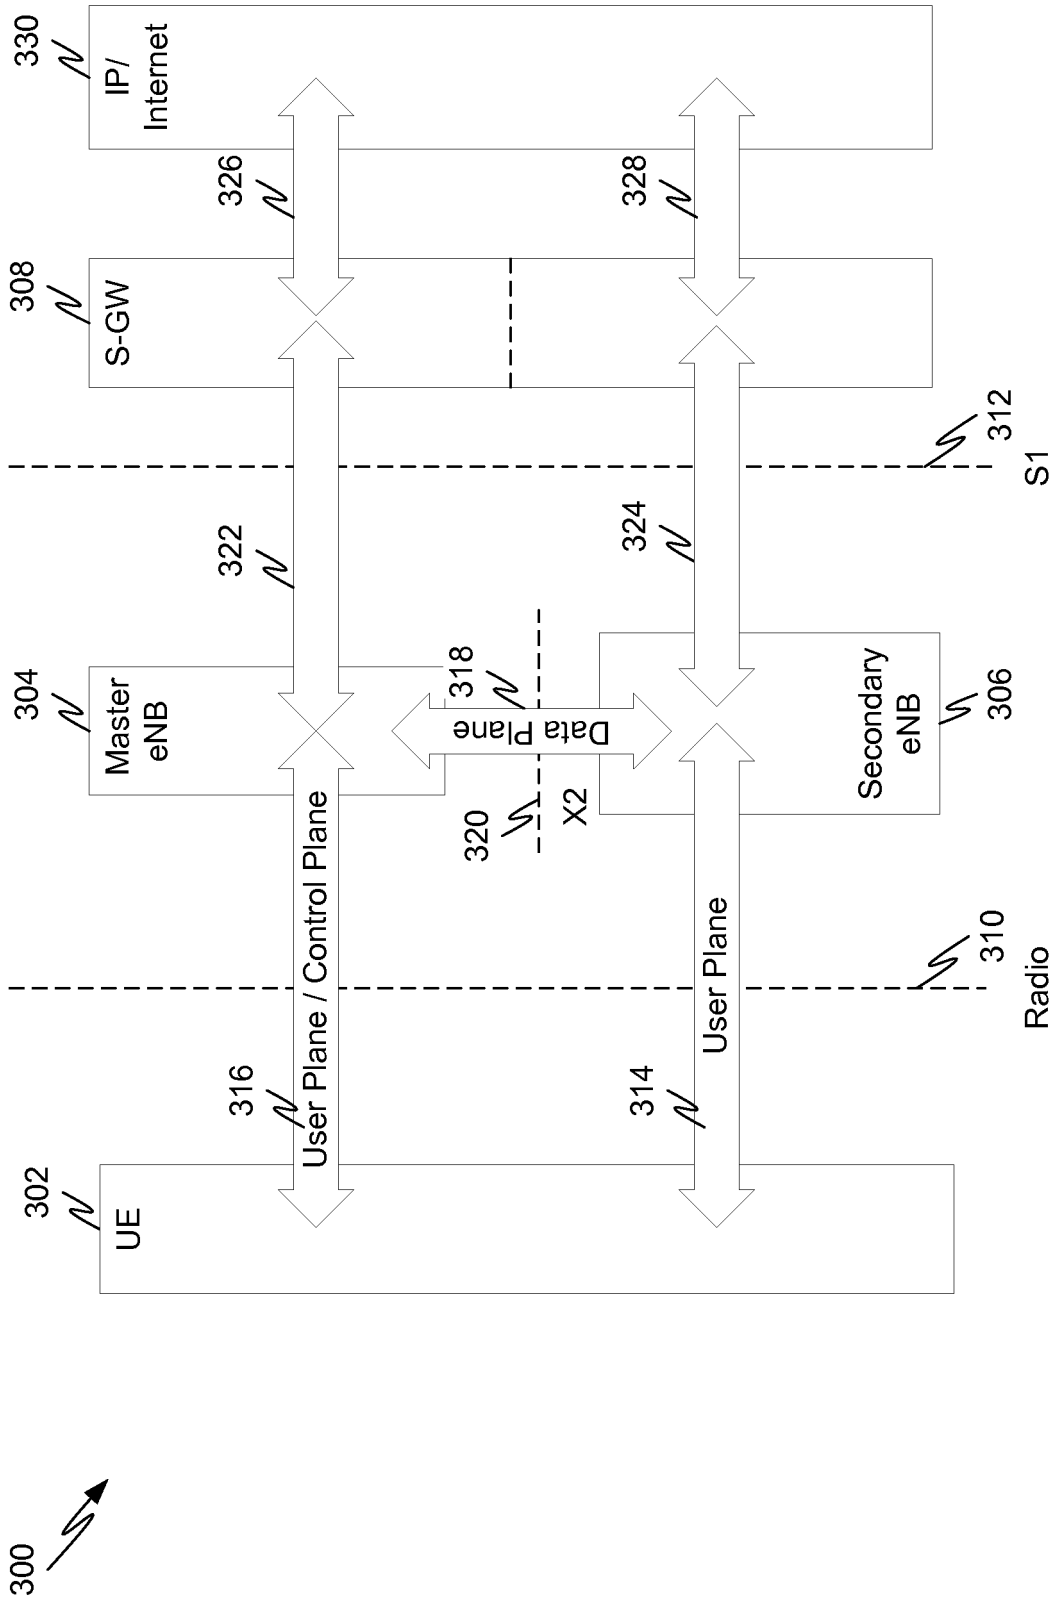 300
302
UE
316
User Plane / Control Plane
314
User Plane
310
Radio
304
Master
eNB
318
Data Plane
320
X2
Secondary
eNB
306
322
324
312
S1
308
S-GW
326
328
330
IP/
Internet